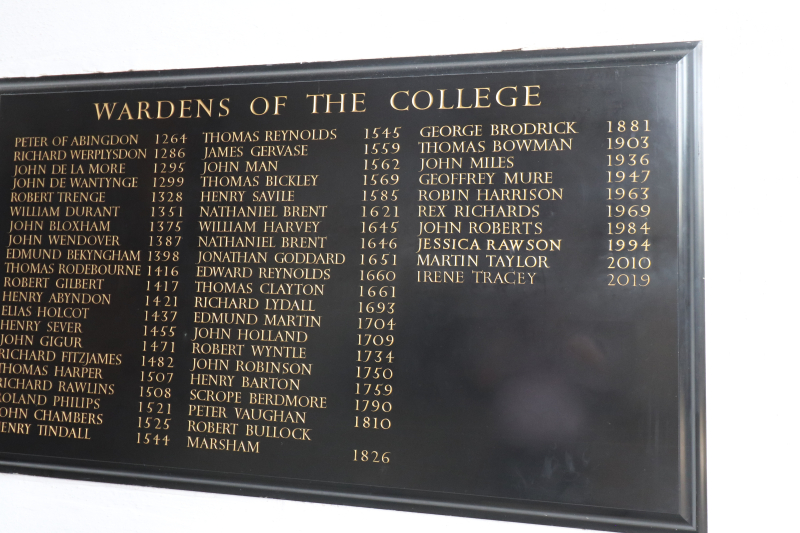 WARDENS OF THE COLLEGE
PETER OF ABINGDON 1264
RICHARD WERPLYSDON 1286
JOHN DE LA MORE 1295
JOHN DE WANTYNGE 1299
ROBERT TRENGE 1328
WILLIAM DURANT 1351
JOHN BLOXHAM 1375
JOHN WENDOVER 1387
EDMUND BEKYNGHAM 1398
THOMAS RODEBOURNE 1416
ROBERT GILBERT 1417
HENRY ABYNDON 1421
ELIAS HOLCOT 1437
HENRY SEVER 1455
JOHN GIGUR 1471
RICHARD FITZJAMES 1482
THOMAS HARPER 1507
RICHARD RAWLINS 1508
ROLAND PHILIPS 1521
JOHN CHAMBERS 1525
HENRY TINDALL 1544
THOMAS REYNOLDS 1545
JAMES GERVASE 1559
JOHN MAN 1562
THOMAS BICKLEY 1569
HENRY SAVILE 1585
NATHANIEL BRENT 1621
WILLIAM HARVEY 1645
NATHANIEL BRENT 1646
JONATHAN GODDARD 1651
EDWARD REYNOLDS 1660
THOMAS CLAYTON 1661
RICHARD LYDALL 1693
EDMUND MARTIN 1704
JOHN HOLLAND 1709
ROBERT WYNTLE 1734
JOHN ROBINSON 1750
HENRY BARTON 1759
SCROPE BERDMORE 1790
PETER VAUGHAN 1810
ROBERT BULLOCK
MARSHAM 1826
GEORGE BRODRICK 1881
THOMAS BOWMAN 1903
JOHN MILES 1936
GEOFFREY MURE 1947
ROBIN HARRISON 1963
REX RICHARDS 1969
JOHN ROBERTS 1984
JESSICA RAWSON 1994
MARTIN TAYLOR 2010
IRENE TRACEY 2019